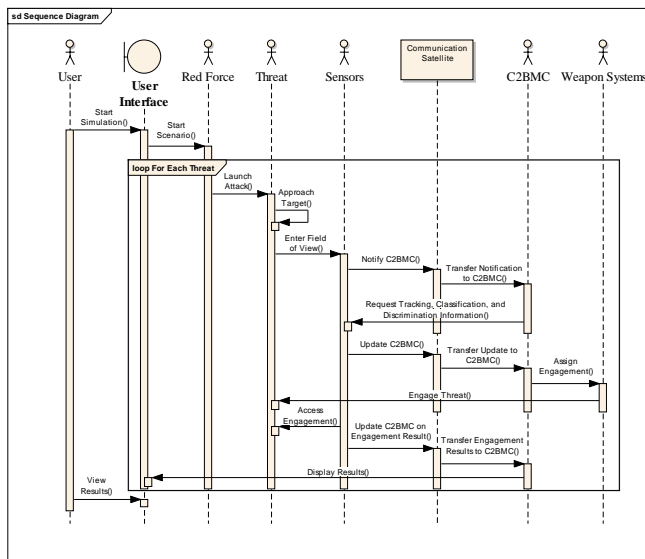 sd Sequence Diagram
User
User
Interface
Red Force
Threat
Sensors
Communication
Satellite
C2BMC
Weapon Systems
Start
Simulation()
Start
Scenario()
loop For Each Threat
Launch
Attack()
Approach
Target()
Enter Field
of View()
Notify C2BMC()
Transfer Notification
to C2BMC()
Request Tracking, Classification, and
Discrimination Information()
Update C2BMC()
Transfer Update to
C2BMC()
Assign
Engagement()
Engage Threat()
Access
Engagement()
Update C2BMC on
Engagement Result()
Transfer Engagement
Results to C2BMC()
Display Results()
View
Results()